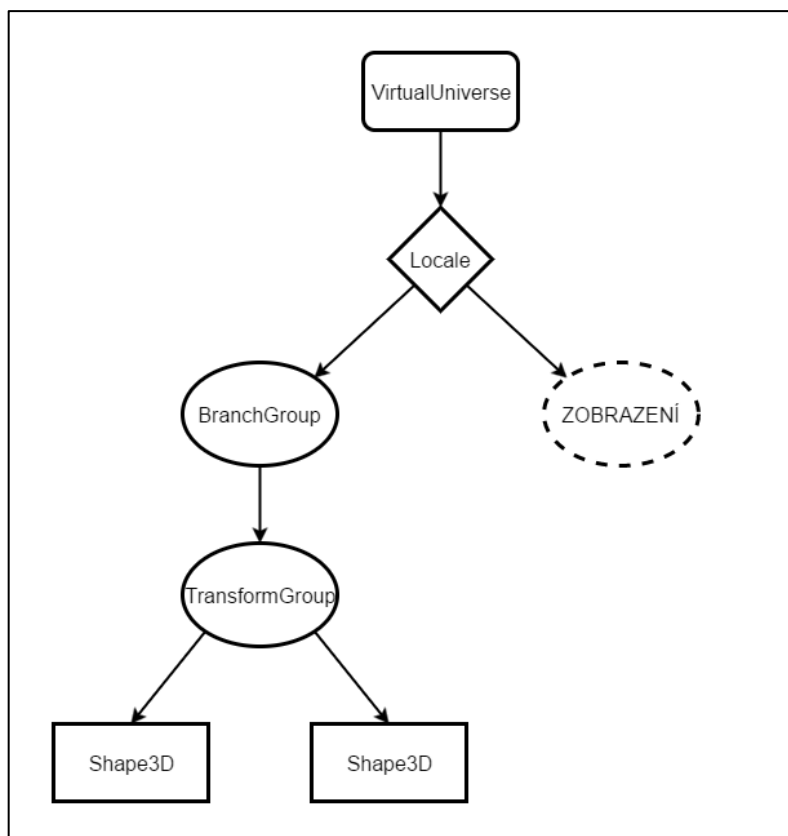 VirtualUniverse
Locale
BranchGroup
ZOBRAZENÍ
TransformGroup
Shape3D
Shape3D